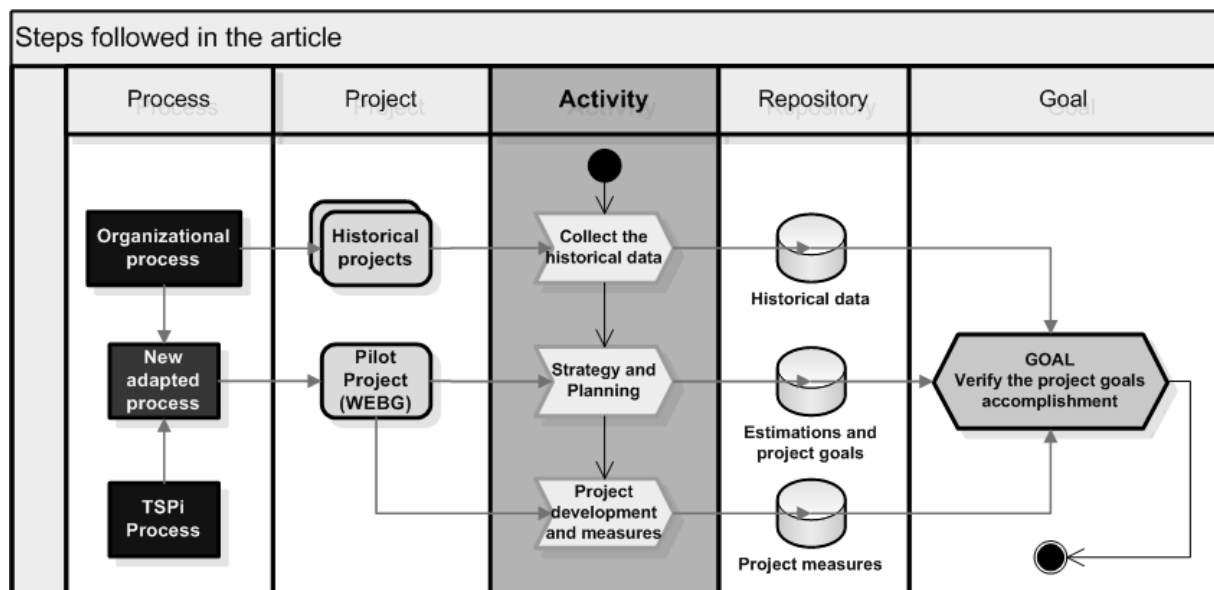 Steps followed in the article
Process
Project
Activity
Repository
Goal
Organizational
process
Historical
projects
Collect the
historical data
Historical data
New
adapted
process
Pilot
Project
(WEBG)
Strategy and
Planning
Estimations and
project goals
GOAL
Verify the project goals
accomplishment
TSPi
Process
Project
development
and measures
Project measures